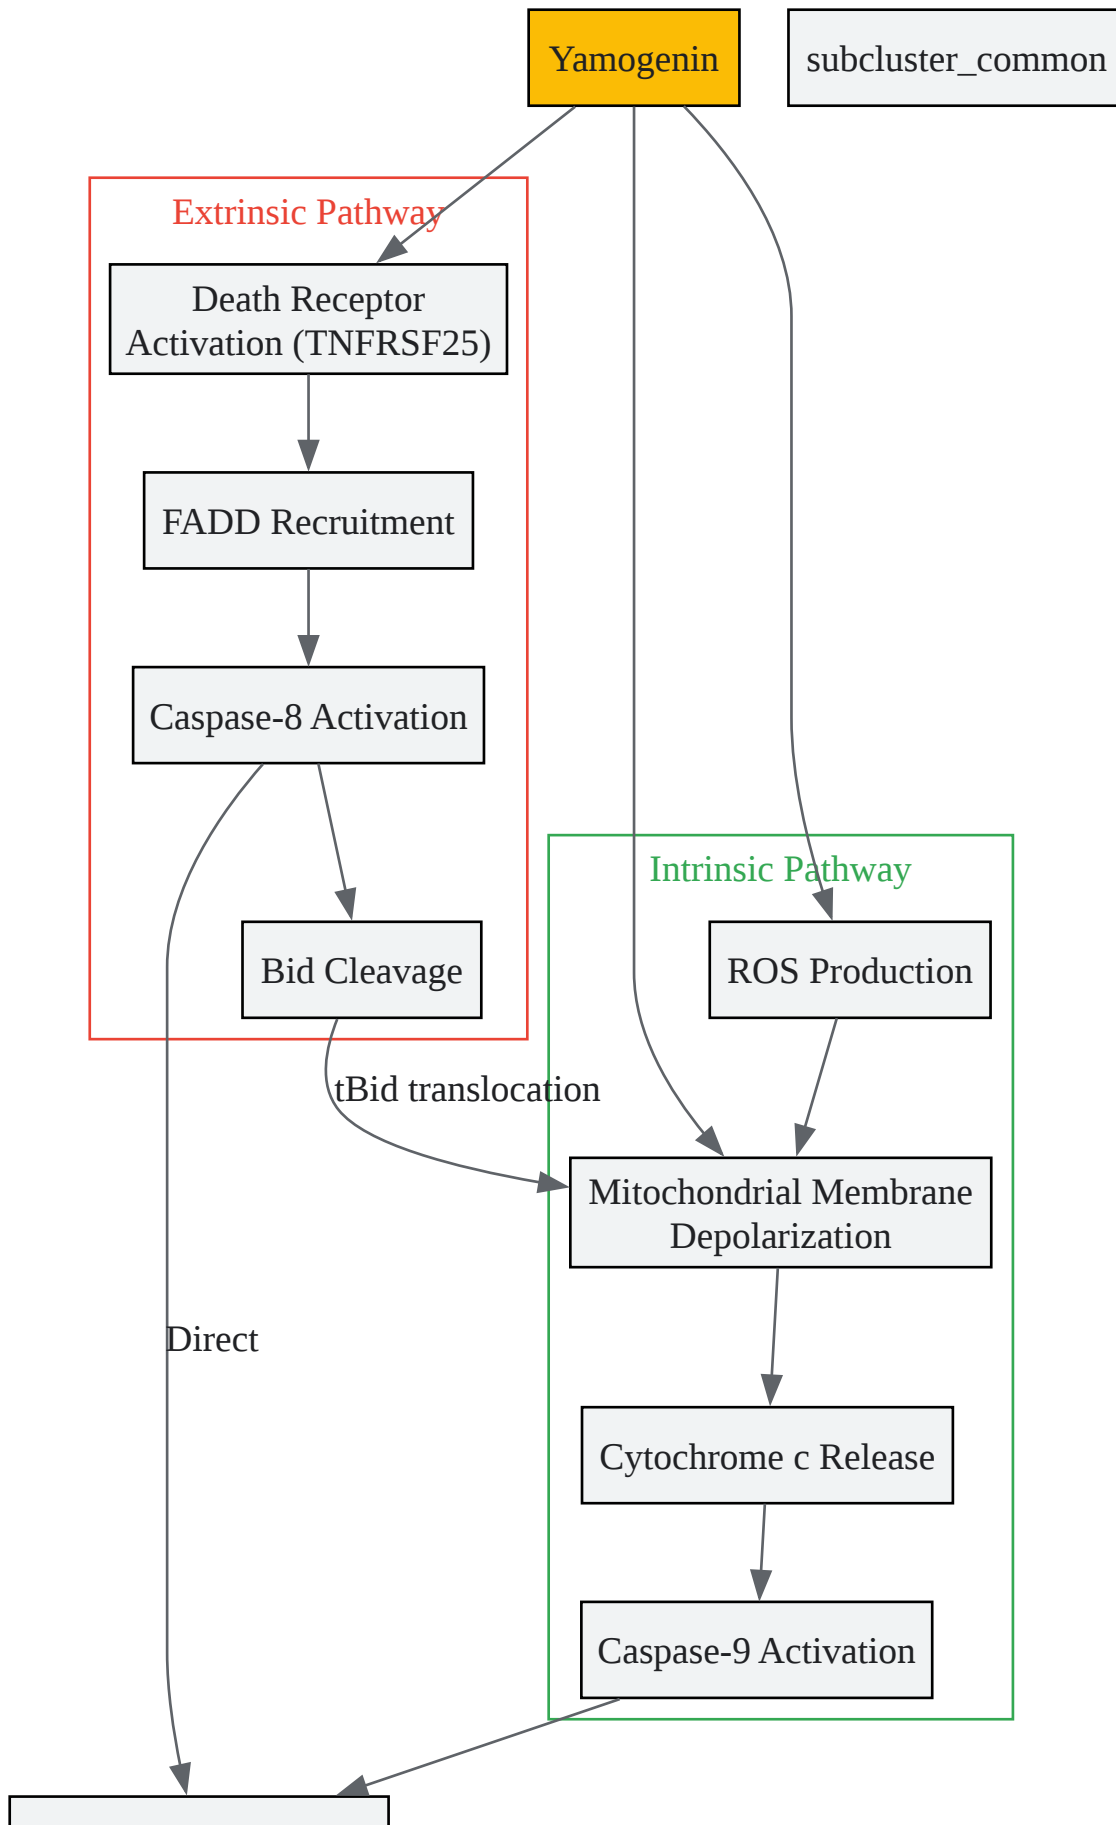 Yamogenin
subcluster_common
Extrinsic Pathway
Death Receptor
Activation (TNFRSF25)
FADD Recruitment
Caspase-8 Activation
Intrinsic Pathway
Bid Cleavage
ROS Production
tBid translocation
Mitochondrial Membrane
Depolarization
Direct
Cytochrome c Release
Caspase-9 Activation